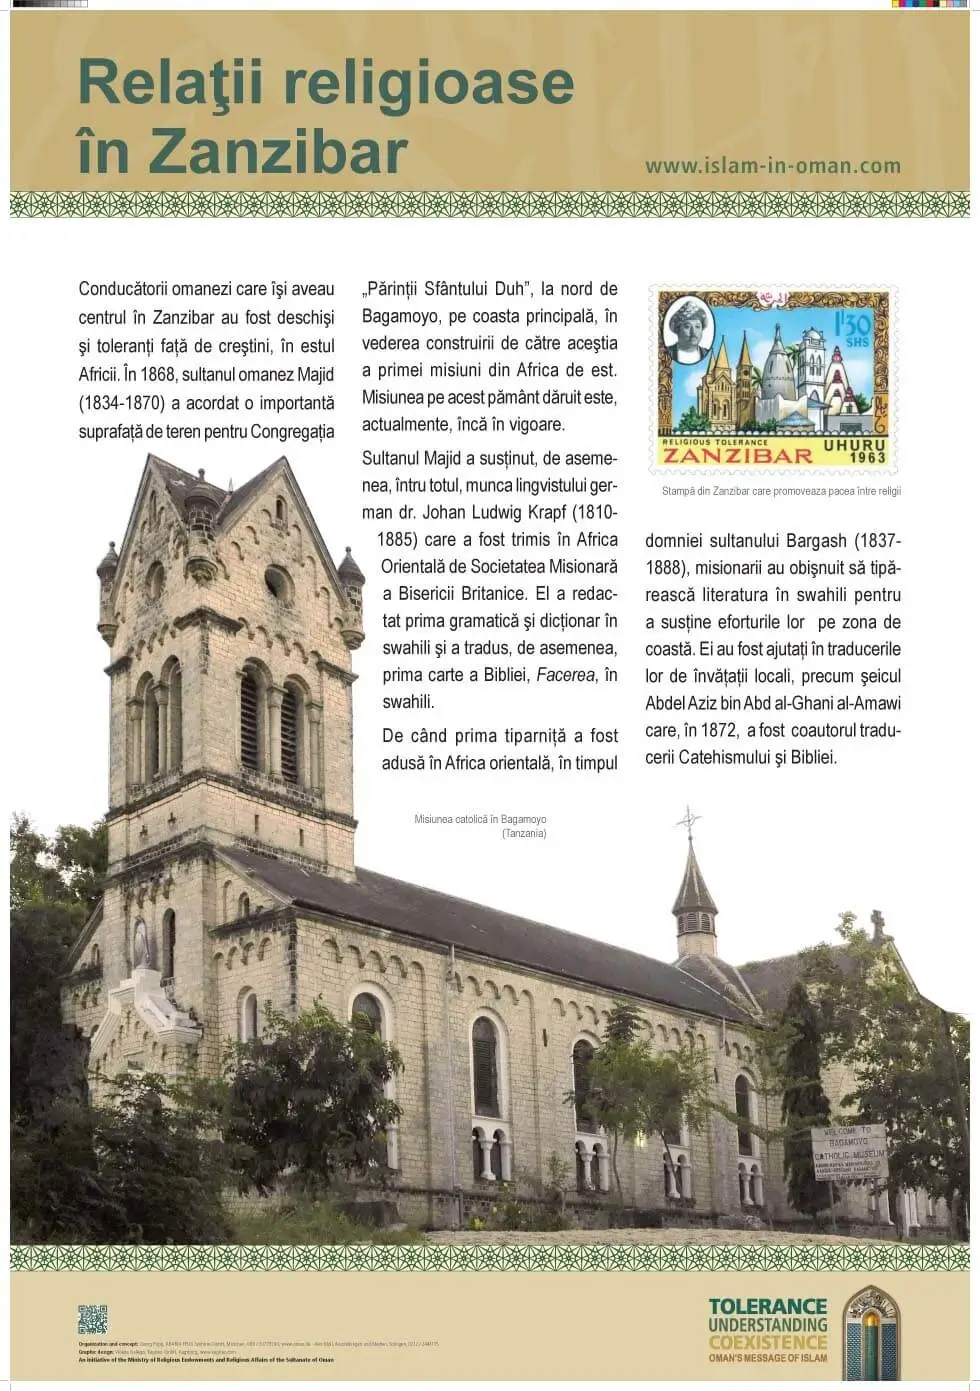 Relaţii religioase
în Zanzibar
www.islam-in-oman.com
Conducătorii omanezi care îşi aveau
centrul în Zanzibar au fost deschişi
şi toleranţi faţă de creştini, în estul
Africii. În 1868, sultanul omanez Majid
(1834-1870) a acordat o importantă
suprafaţă de teren pentru Congregaţia
„Părinţii Sfântului Duh”, la nord de
Bagamoyo, pe coasta principală, în
vederea construirii de către aceştia
a primei misiuni din Africa de est.
Misiunea pe acest pământ dăruit este,
actualmente, încă în vigoare.
Sultanul Majid a susţinut, de aseme-
nea, întru totul, munca lingvistului ger-
man dr. Johan Ludwig Krapf (1810-
1885) care a fost trimis în Africa
Orientală de Societatea Misionară
a Bisericii Britanice. El a redac-
tat prima gramatică şi dicţionar în
swahili şi a tradus, de asemenea,
prima carte a Bibliei, Facerea, în
swahili.
De când prima tiparniţă a fost
adusă în Africa orientală, în timpul
1'30
SHS
RELIGIOUS TOLERANCE
ZANZIBAR
UHURU
1963
Stampă din Zanzibar care promoveaza pacea între religii
domniei sultanului Bargash (1837-
1888), misionarii au obişnuit să tipă-
rească literatura în swahili pentru
a susţine eforturile lor pe zona de
coastă. Ei au fost ajutaţi în traducerile
lor de învăţaţii locali, precum şeicul
Abdel Aziz bin Abd al-Ghani al-Amawi
care, în 1872, a fost coautorul tradu-
cerii Catehismului şi Bibliei.
Misiunea catolică în Bagamoyo
(Tanzania)
WELCOME TO
BAGAMOYO
CATHOLIC MUSEUM
TOLERANCE
UNDERSTANDING
COEXISTENCE
OMAN'S MESSAGE OF ISLAM
Organization and concept:
Graphic design:
An initiative of the Ministry of Religious Endowments and Religious Affairs of the Sultanate of Oman